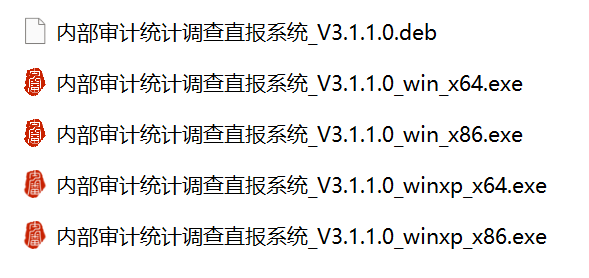 内部审计统计调查直报系统_V3.1.1.0.deb
内部审计统计调查直报系统_V3.1.1.0_win_x64.exe
内部审计统计调查直报系统_V3.1.1.0_win_x86.exe
内部审计统计调查直报系统_V3.1.1.0_winxp_x64.exe
内部审计统计调查直报系统_V3.1.1.0_winxp_x86.exe